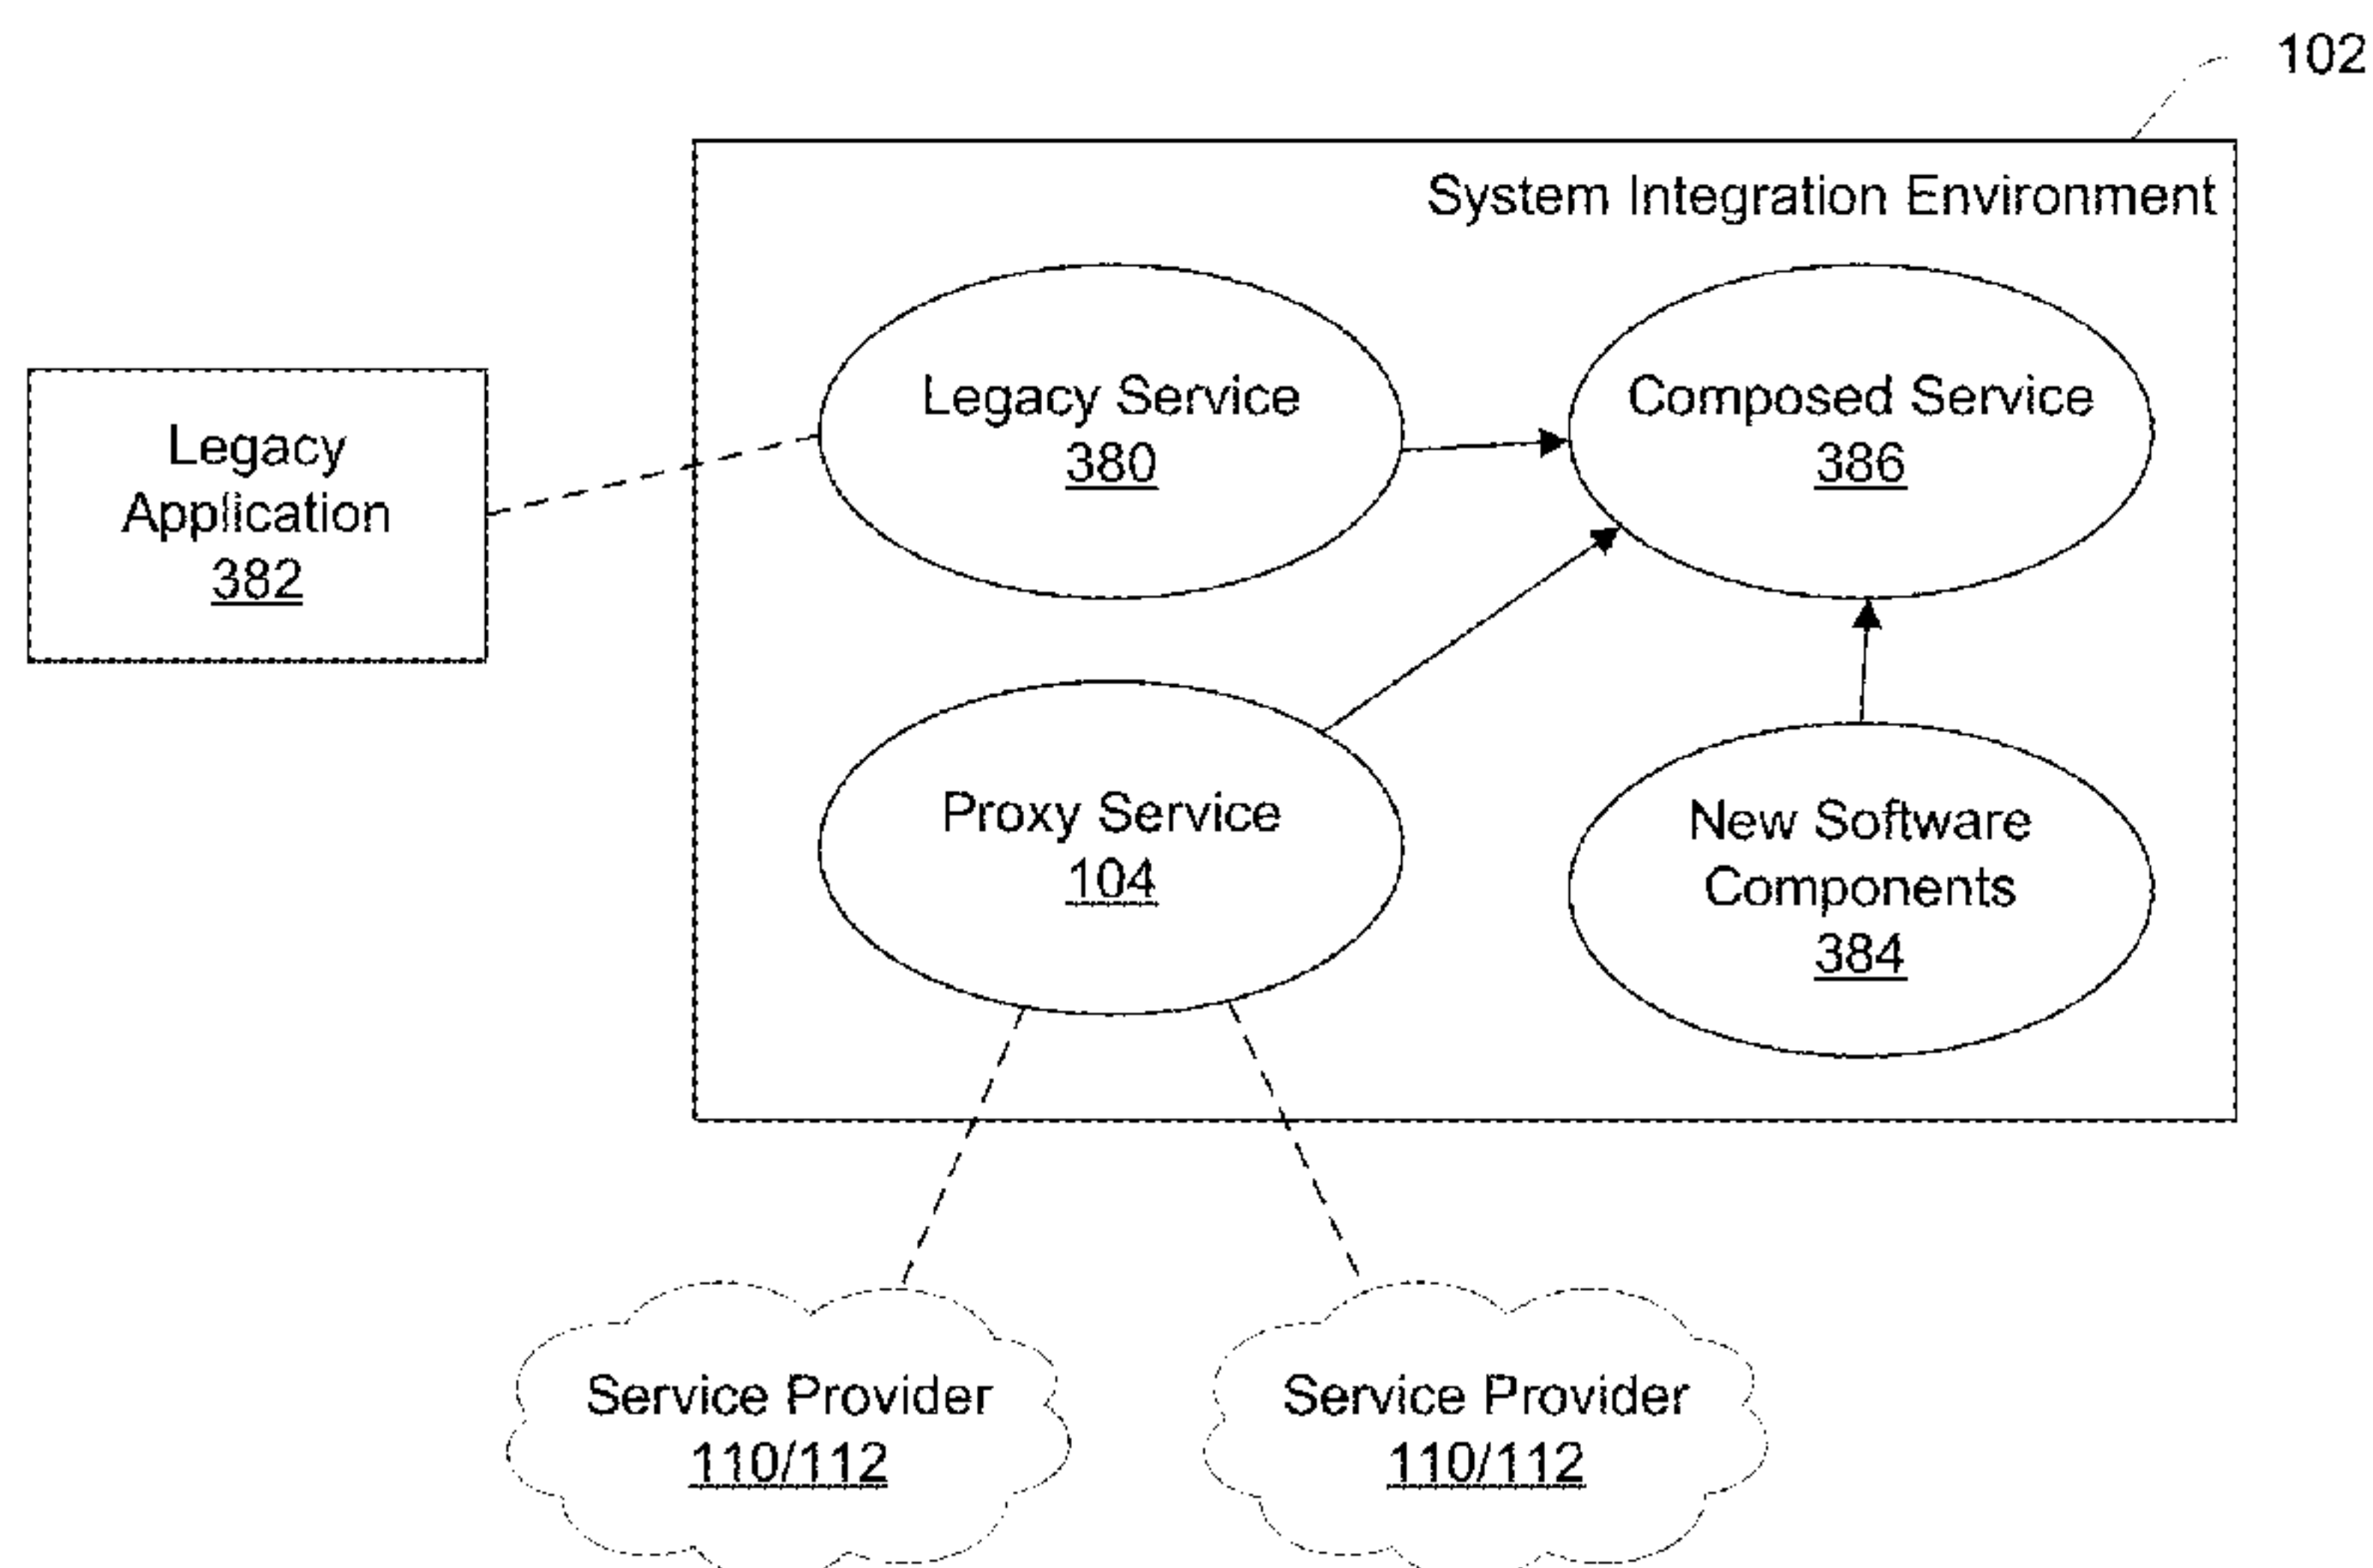 102
System Integration Environment
Legacy Service
380
Composed Service
386
Legacy
Application
382
Proxy Service
104
New Software
Components
384
Service Provider
110/112
Service Provider
110/112